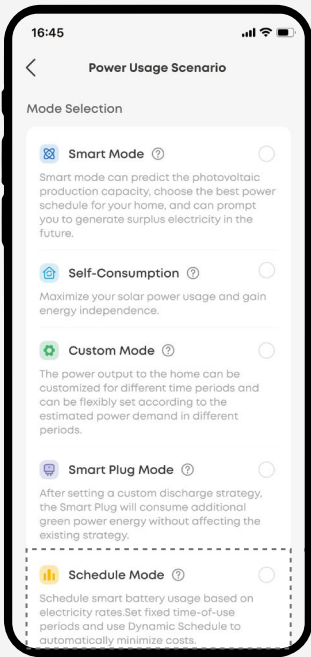 16:45
Power Usage Scenario
Mode Selection
Smart Mode ?
Smart mode can predict the photovoltaic
production capacity, choose the best power
schedule for your home, and can prompt
you to generate surplus electricity in the
future.
Self-Consumption ?
Maximize your solar power usage and gain
energy independence.
Custom Mode ?
The power output to the home can be
customized for different time periods and
can be flexibly set according to the
estimated power demand in different
periods.
Smart Plug Mode ?
After setting a custom discharge strategy,
the Smart Plug will consume additional
green power energy without affecting the
existing strategy.
Schedule Mode ?
Schedule smart battery usage based on
electricity rates.Set fixed time-of-use
periods and use Dynamic Schedule to
automatically minimize costs.